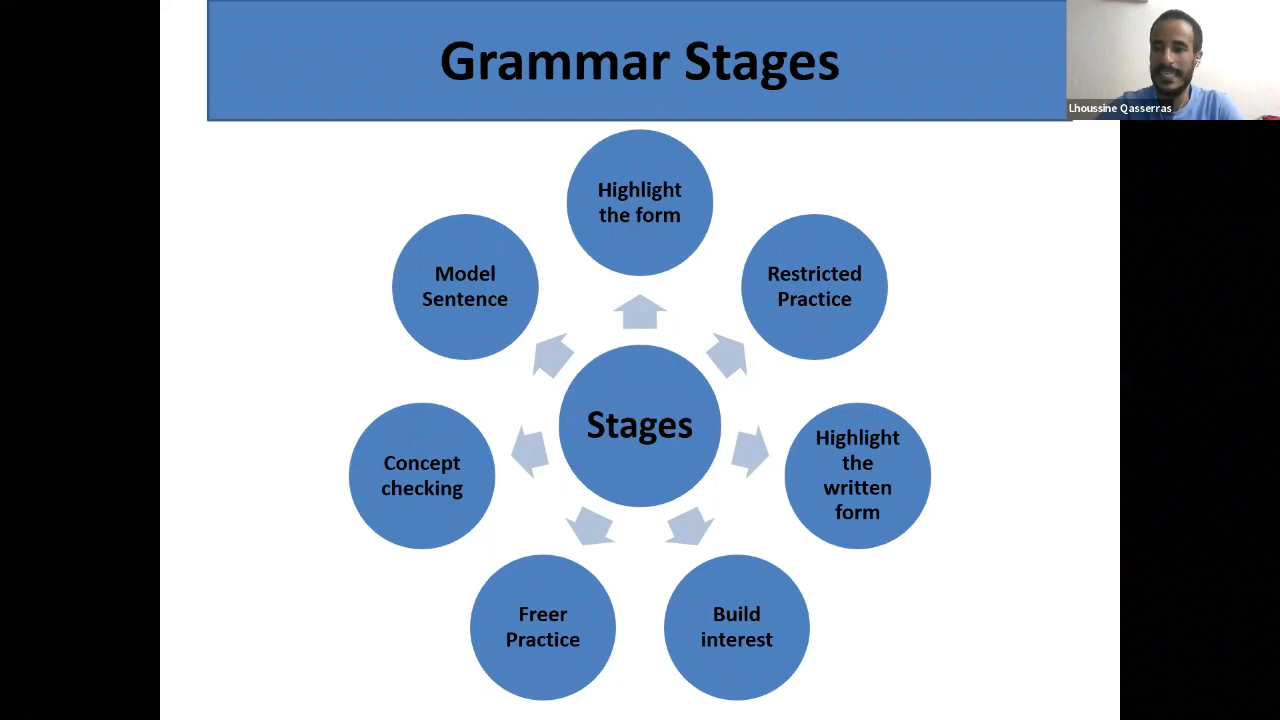 Grammar Stages
Lhoussine Qasserras
Highlight
the form
Model
Sentence
Restricted
Practice
Stages
Concept
checking
Highlight
the
written
form
Freer
Practice
Build
interest